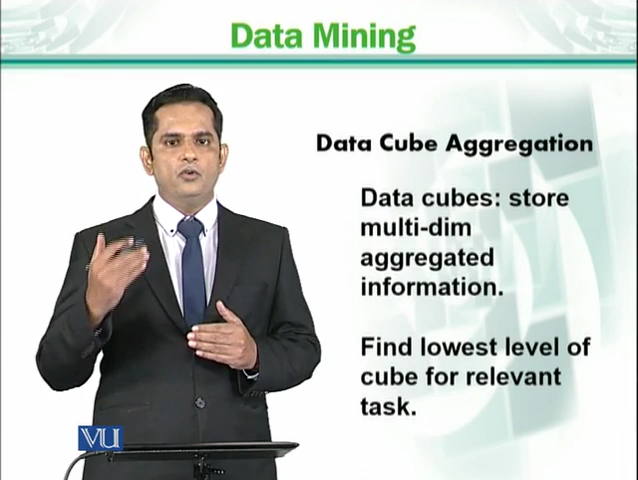 Data Mining
Data Cube Aggregation
Data cubes: store
multi-dim
aggregated
information.
Find lowest level of
cube for relevant
task.
VU